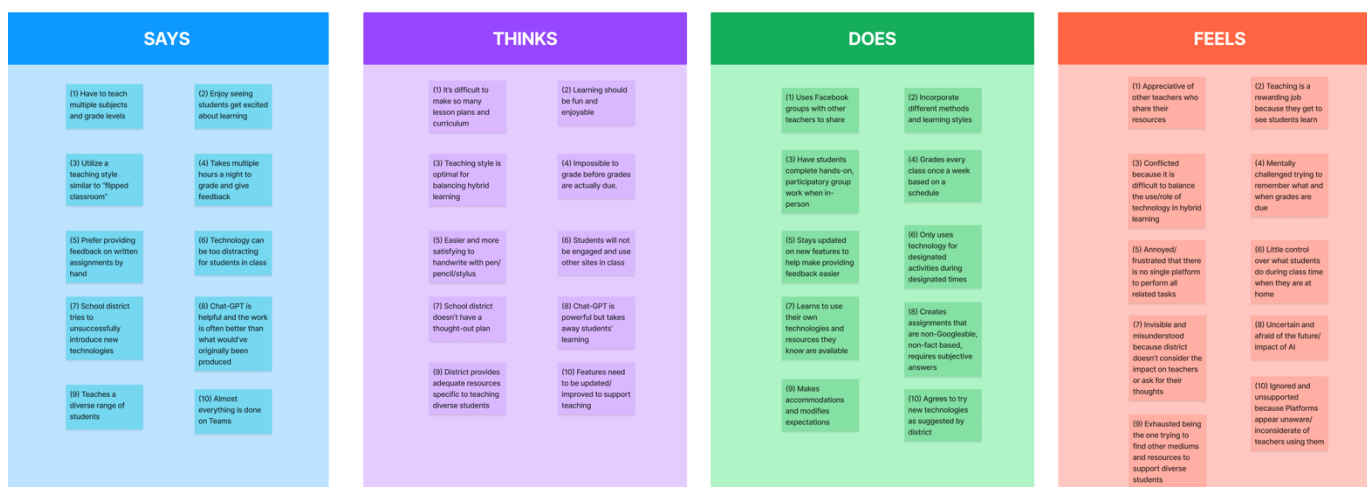 SAYS
(1) Have to teach
multiple subjects
and grade levels
(2) Enjoy seeing
students get excited
about learning
(3) Utilize a
teaching style
similar to "flipped
classroom"
(4) Takes multiple
hours a night to
grade and give
feedback
(5) Prefer providing
feedback on written
assignments by
hand
(6) Technology can
be too distracting
for students in class
(7) School district
tries to
unsuccessfully
introduce new
technologies
(8) Chat-GPT is
helpful and the work
is often better than
what would've
originally been
produced
(9) Teaches a
diverse range of
students
(10) Almost
everything is done
on Teams
THINKS
(1) It's difficult to
make so many
lesson plans and
curriculum
(2) Learning should
be fun and
enjoyable
(3) Teaching style is
optimal for
balancing hybrid
learning
(4) Impossible to
grade before grades
are actually due.
(5) Easier and more
satisfying to
handwrite with pen/
pencil/stylus
(6) Students will not
be engaged and use
other sites in class
(7) School district
doesn't have a
thought-out plan
(8) Chat-GPT is
powerful but takes
away students'
learning
(9) District provides
adequate resources
specific to teaching
diverse students
(10) Features need
to be updated/
improved to support
teaching
DOES
(1) Uses Facebook
groups with other
teachers to share
(2) Incorporate
different methods
and learning styles
(3) Have students
complete hands-on,
participatory group
work when in-
person
(4) Grades every
class once a week
based on a
schedule
(5) Stays updated
on new features to
help make providing
feedback easier
(6) Only uses
technology for
designated
activities during
designated times
(7) Learns to use
their own
technologies and
resources they
know are available
(8) Creates
assignments that
are non-Googleable,
non-fact based,
requires subjective
answers
(9) Makes
accommodations
and modifies
expectations
(10) Agrees to try
new technologies
as suggested by
district
FEELS
(1) Appreciative of
other teachers who
share their
resources
(2) Teaching is a
rewarding job
because they get to
see students learn
(3) Conflicted
because it is
difficult to balance
the use/role of
technology in hybrid
learning
(4) Mentally
challenged trying to
remember what and
when grades are
due
(5) Annoyed/
frustrated that there
is no single platform
to perform all
related tasks
(6) Little control
over what students
do during class time
when they are at
home
(7) Invisible and
misunderstood
because district
doesn't consider the
impact on teachers
or ask for their
thoughts
(8) Uncertain and
afraid of the future/
impact of AI
(9) Exhausted being
the one trying to
find other mediums
and resources to
support diverse
students
(10) Ignored and
unsupported
because Platforms
appear unaware/
inconsiderate of
teachers using them